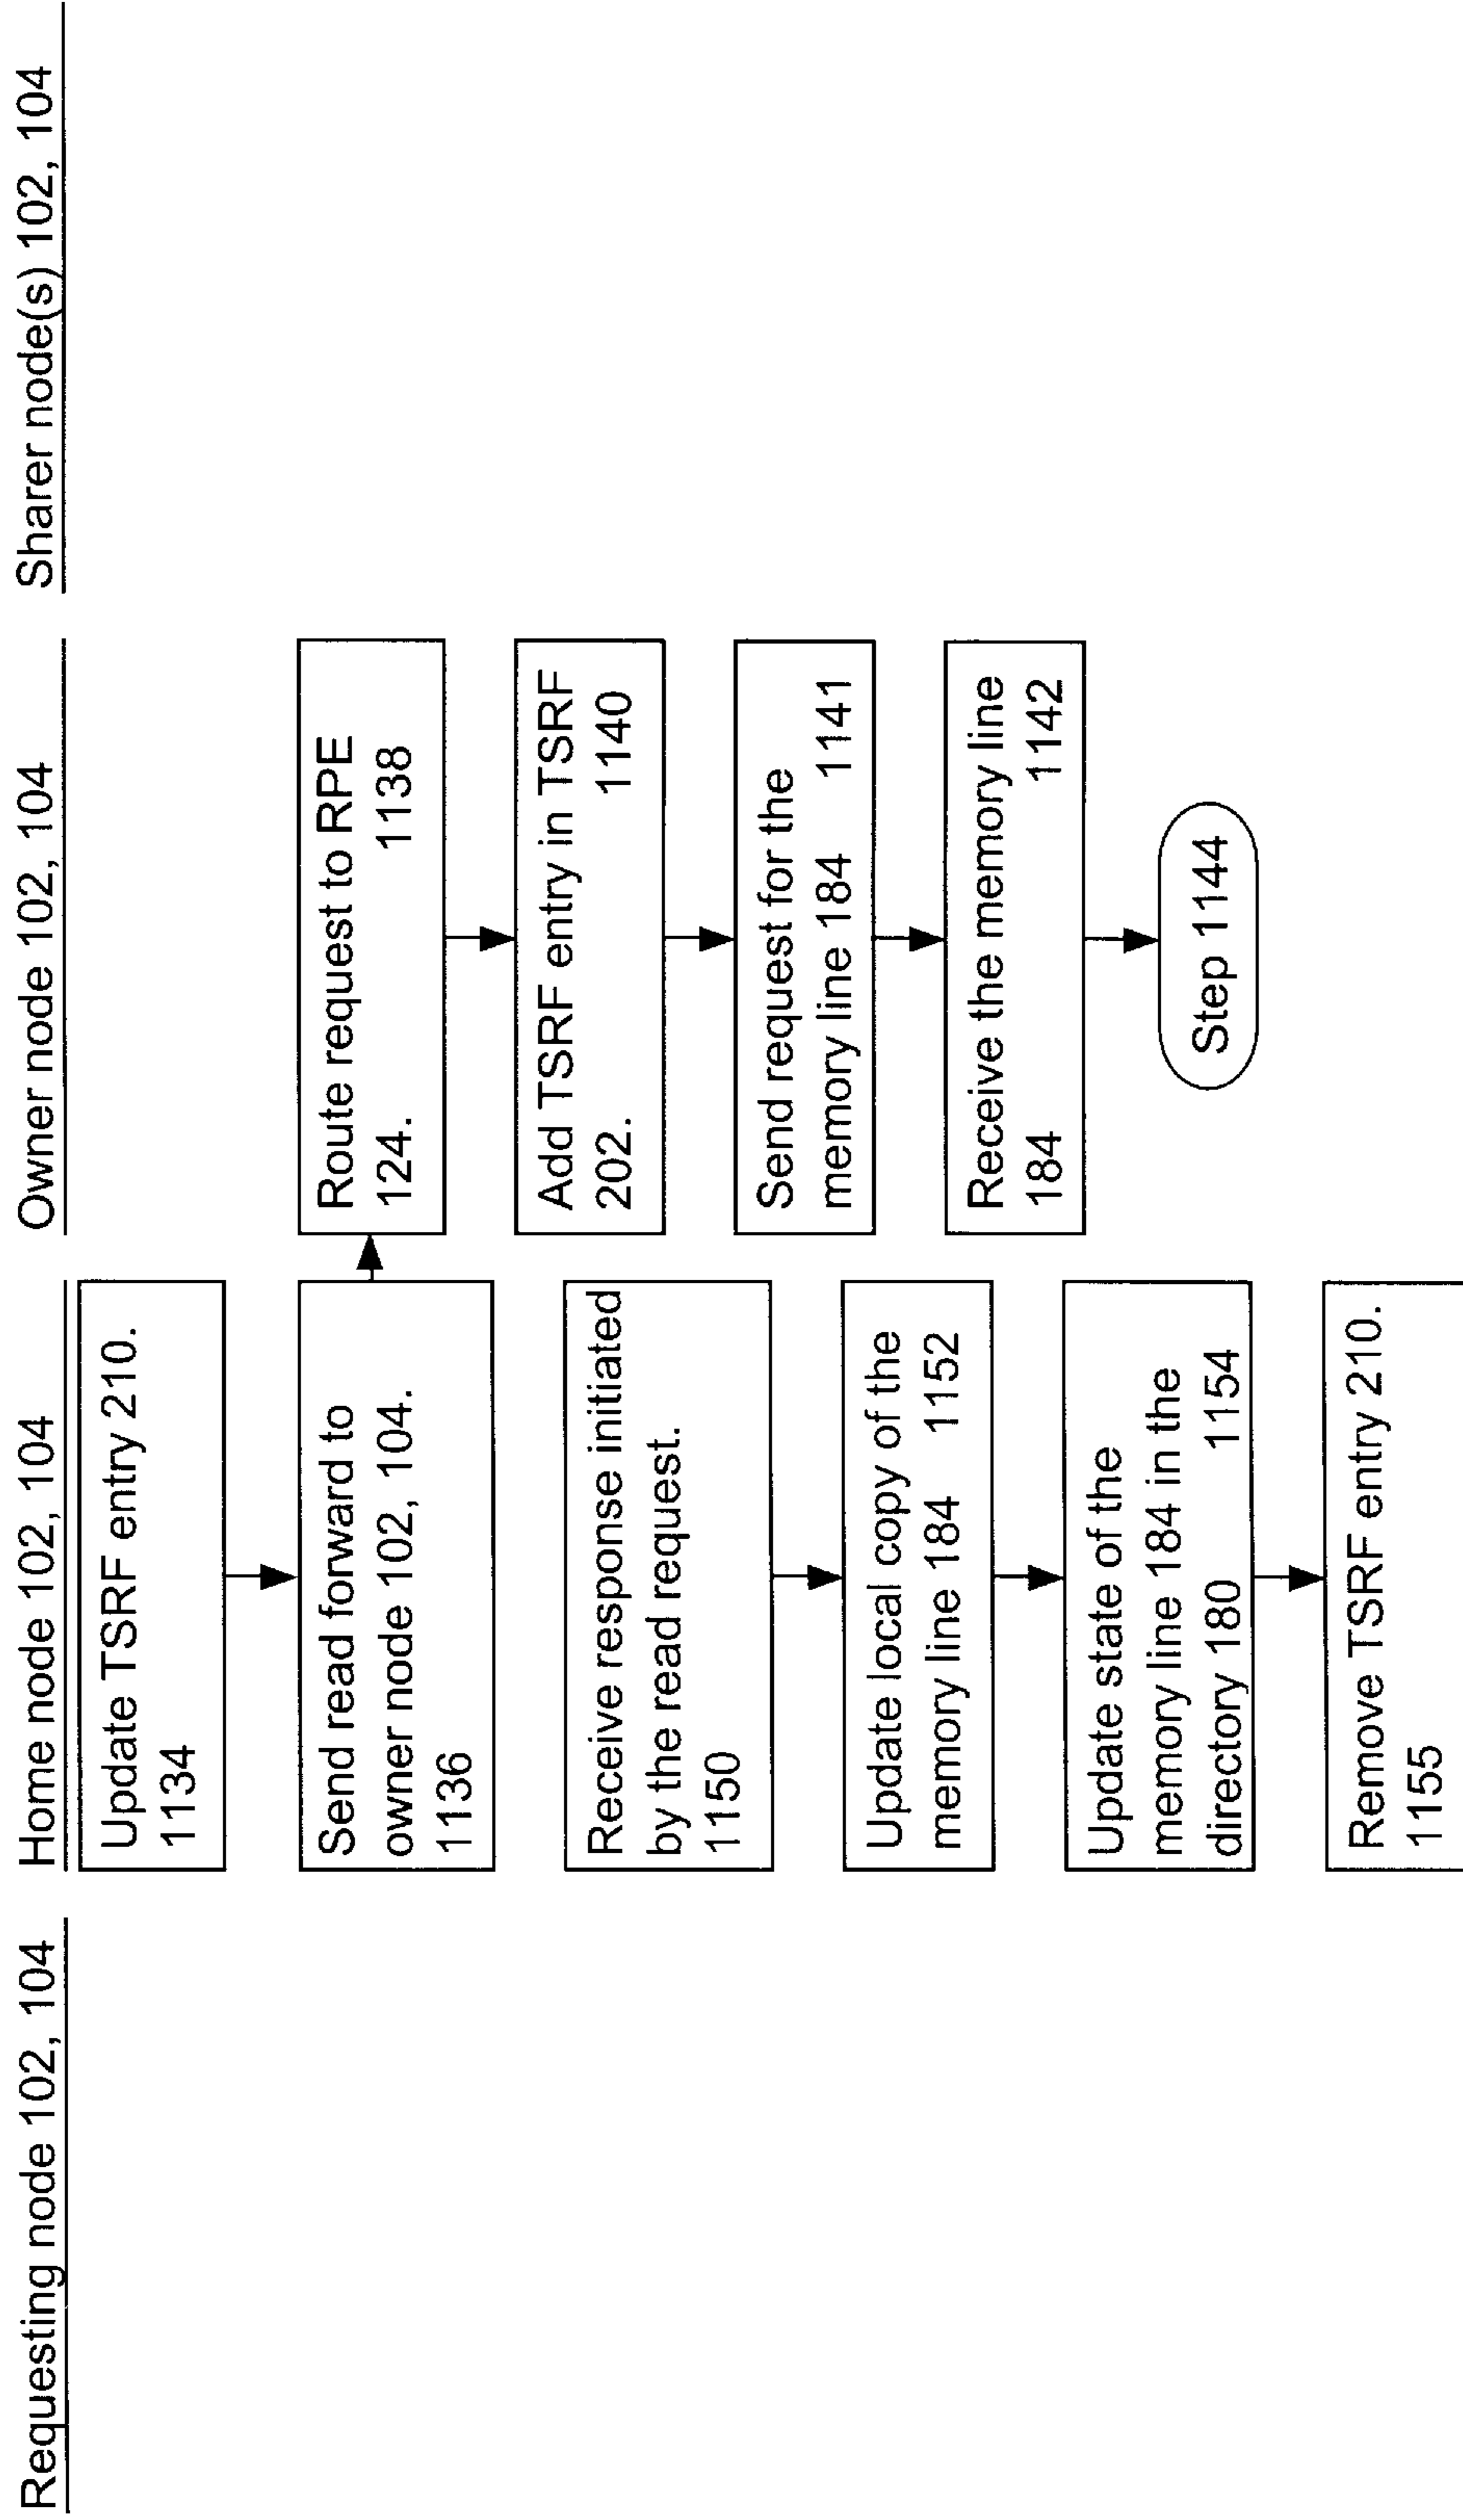 Requesting node 102, 104
Home node 102, 104
Owner node 102, 104
Sharer node(s) 102, 104
Update TSRF entry 210.
1134
Send read forward to
owner node 102, 104.
1136
Receive response initiated
by the read request.
1150
Update local copy of the
memory line 184 1152
Update state of the
memory line 184 in the
directory 180 1154
Remove TSRF entry 210.
1155
Route request to RPE
124. 1138
Add TSRF entry in TSRF
202. 1140
Send request for the
memory line 184 1141
Receive the memory line
184 1142
Step 1144